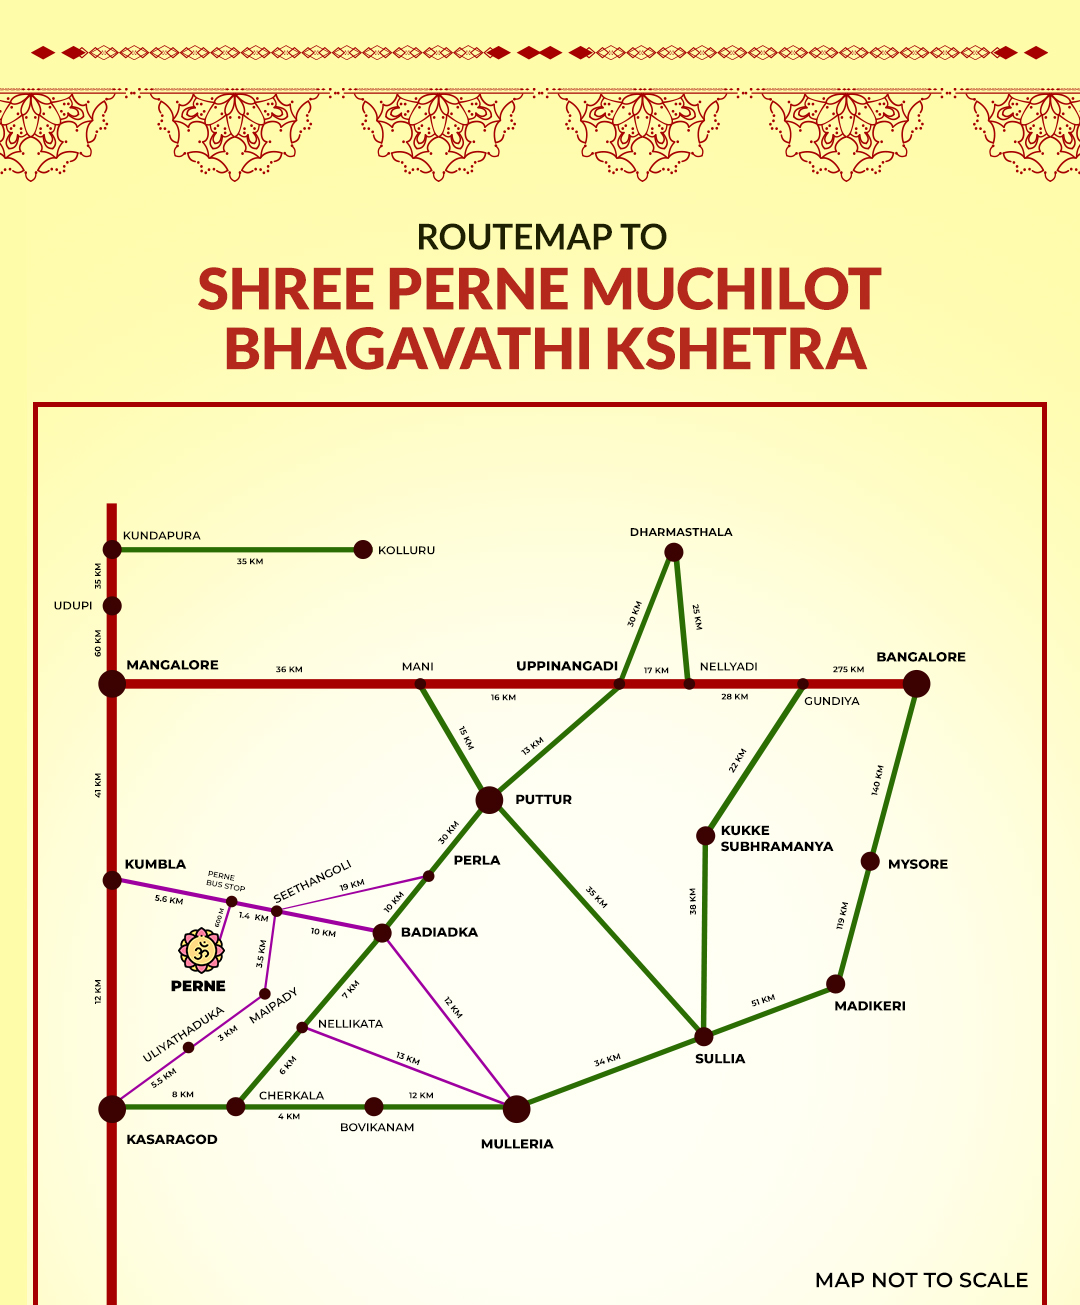 ROUTEMAP TO
SHREE PERNE MUCHILOT
BHAGAVATHI KSHETRA
KUNDAPURA
KOLLURU
35 KM
35 KM
UDUPI
60 KM
DHARMASTHALA
30 KM
25 KM
MANGALORE
36 KM
MANI
16 KM
UPPINANGADI
17 KM
NELLYADI
28 KM
GUNDIYA
275 KM
BANGALORE
15 KM
13 KM
22 KM
140 KM
41 KM
PUTTUR
30 KM
PERLA
KUKKE
SUBHRAMANYA
MYSORE
KUMBLA
5.6 KM
PERNE
BUS STOP
600 M
1.4 KM
SEETHANGOLI
19 KM
10 KM
10 KM
BADIADKA
35 KM
38 KM
119 KM
ॐ
PERNE
3.5 KM
MAIPADY
12 KM
7 KM
12 KM
51 KM
MADIKERI
ULIYATHADUKA
3 KM
NELLIKATA
5.5 KM
6 KM
13 KM
34 KM
SULLIA
8 KM
CHERKALA
4 KM
12 KM
BOVIKANAM
KASARAGOD
MULLERIA
MAP NOT TO SCALE